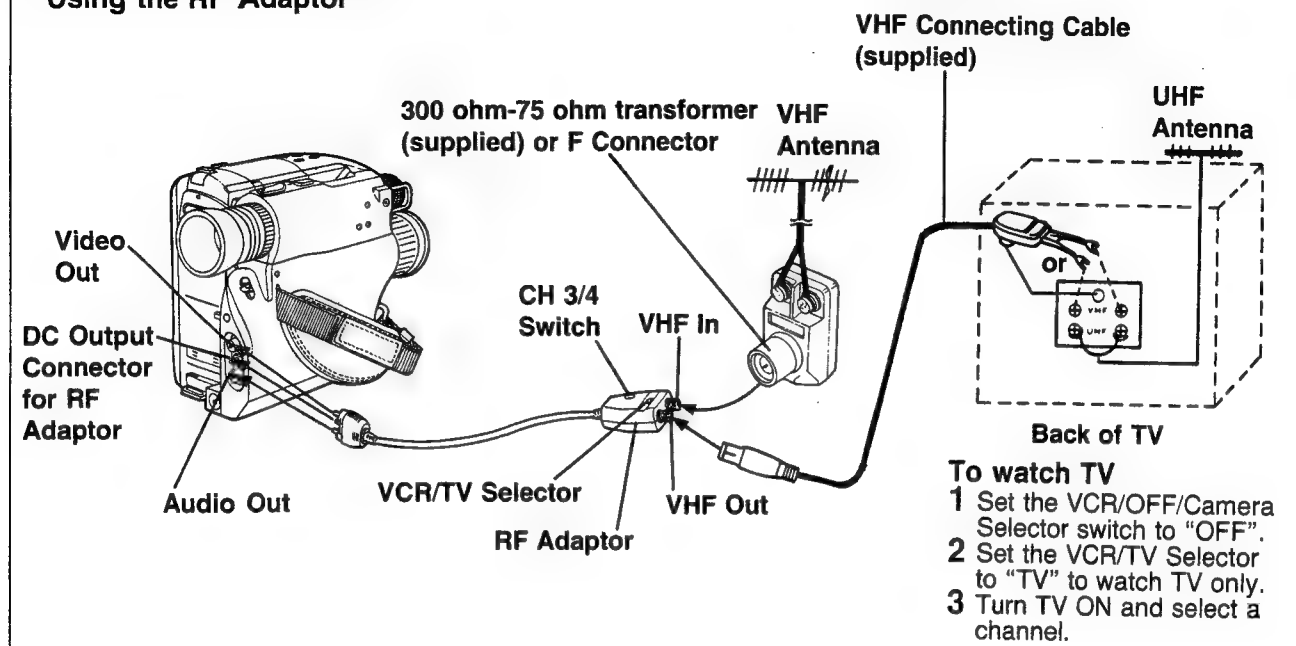 Using the RF Adaptor
VHF Connecting Cable
(supplied)
300 ohm-75 ohm transformer
(supplied) or F Connector
VHF
Antenna
UHF
Antenna
Video
Out
DC Output
Connector
for RF
Adaptor
Audio Out
CH 3/4
Switch
VHF In
or
VHF
UHF
VCR/TV Selector
RF Adaptor
VHF Out
Back of TV
To watch TV
1 Set the VCR/OFF/Camera
Selector switch to “OFF”.
2 Set the VCR/TV Selector
to “TV” to watch TV only.
3 Turn TV ON and select a
channel.